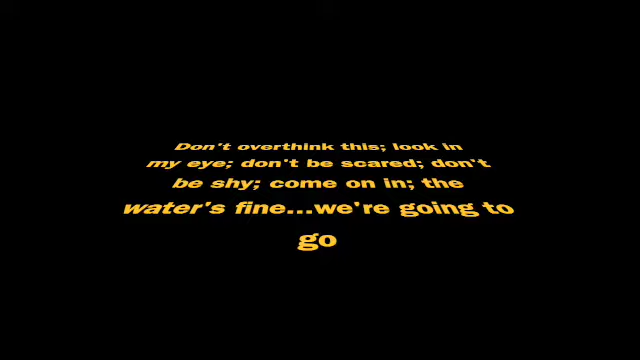 Don't overthink this; look in
my eye; don't be scared; don't
be shy; come on in; the
water's fine...we're going to
go